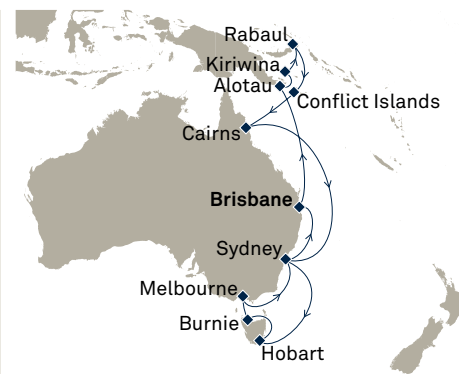 Rabaul
Kiriwina
Alotau
Conflict Islands
Cairns
Brisbane
Sydney
Melbourne
Burnie
Hobart